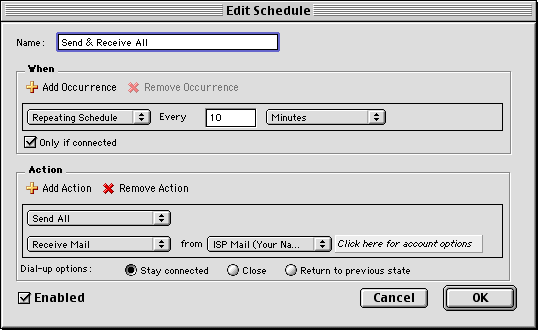 Edit Schedule
Name: Send & Receive All
When
Add Occurrence Remove Occurrence
Repeating Schedule Every 10 Minutes
Only if connected
Action
Add Action Remove Action
Send All
Receive Mail from ISP Mail (Your Na... Click here for account options
Dial-up options: Stay connected Close Return to previous state
Enabled Cancel OK